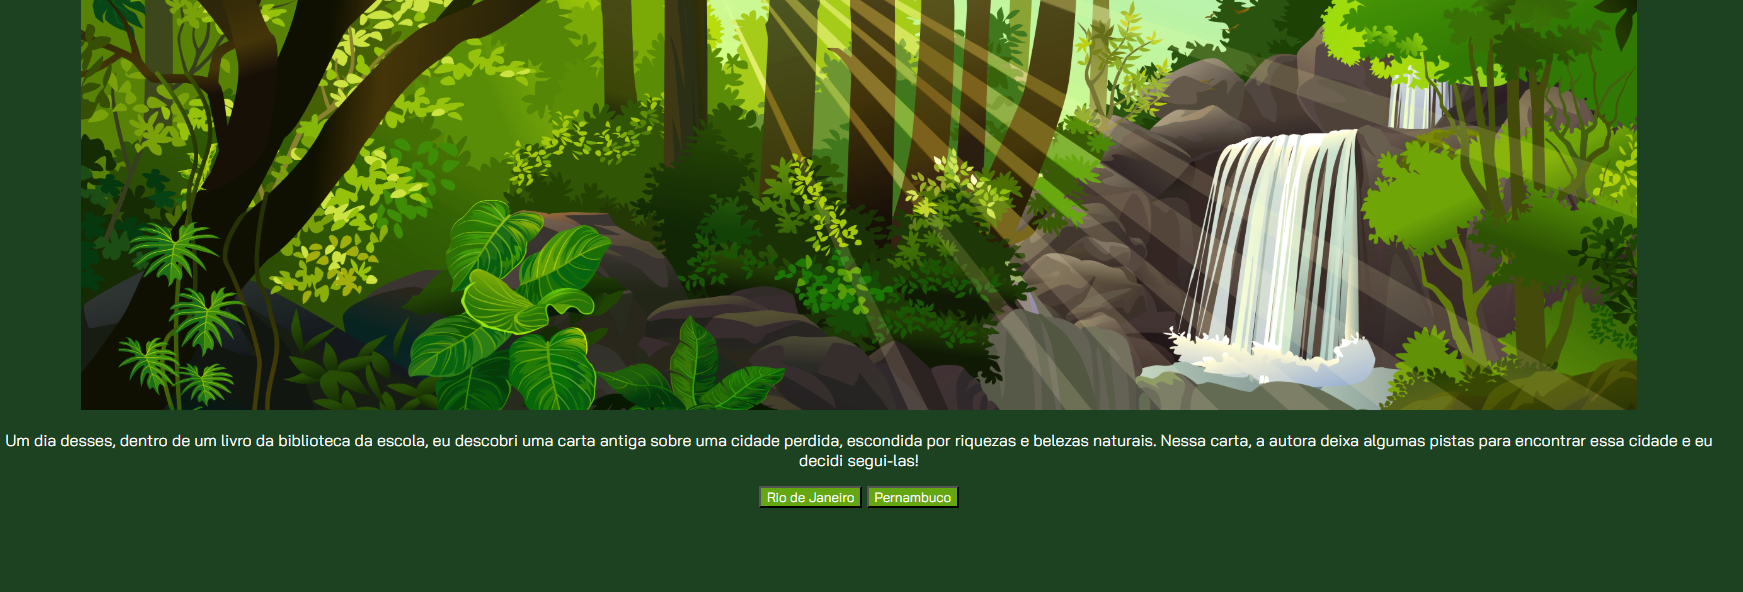 Um dia desses, dentro de um livro da biblioteca da escola, eu descobri uma carta antiga sobre uma cidade perdida, escondida por riquezas e belezas naturais. Nessa carta, a autora deixa algumas pistas para encontrar essa cidade e eu
decidi segui-las!
Rio de Janeiro Pernambuco